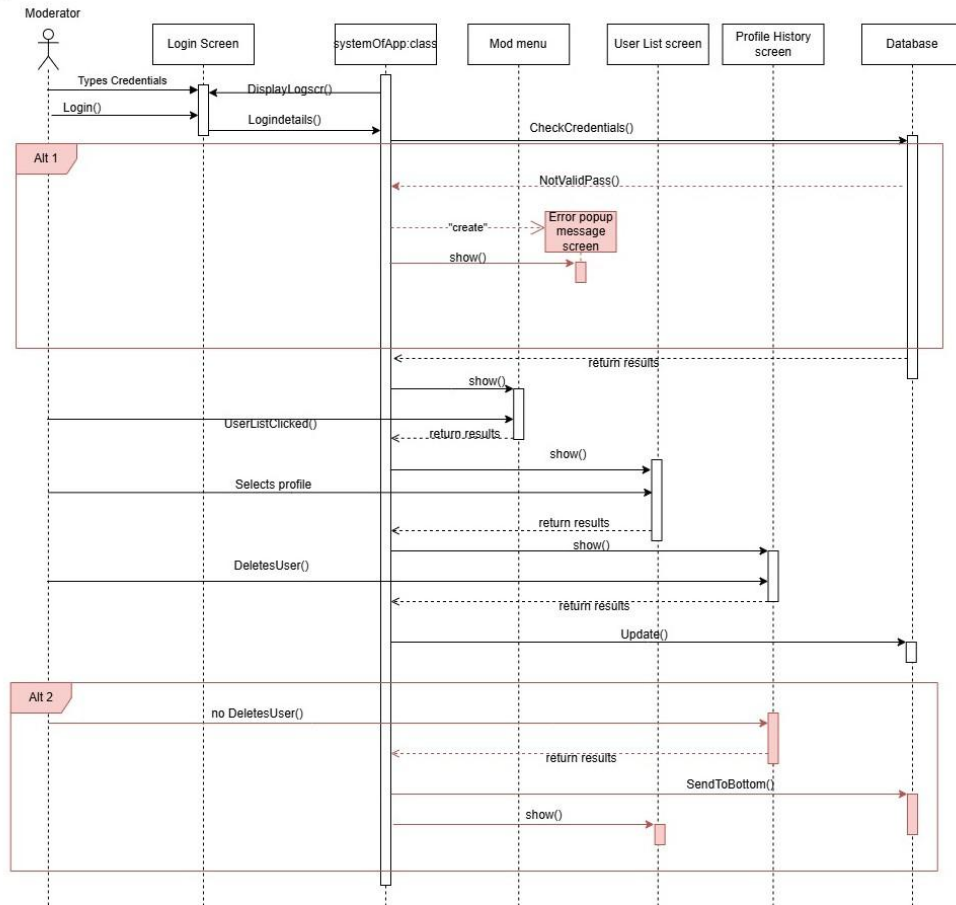 Moderator
Login Screen
systemOfApp:class
Mod menu
User List screen
Profile History
screen
Database
Types Credentials
DisplayLogscr()
Login()
Logindetails()
CheckCredentials()
Alt 1
NotValidPass()
"create"
Error popup
message
screen
show()
return results
show()
UserListClicked()
return results
show()
Selects profile
return results
show()
DeletesUser()
return results
Update()
Alt 2
no DeletesUser()
return results
SendToBottom()
show()